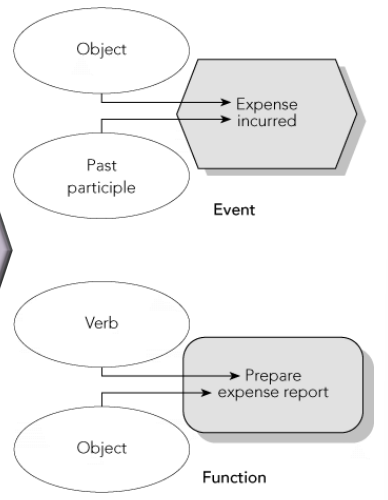 Object
Expense
incurred
Past
participle
Event
Verb
Prepare
expense report
Object
Function